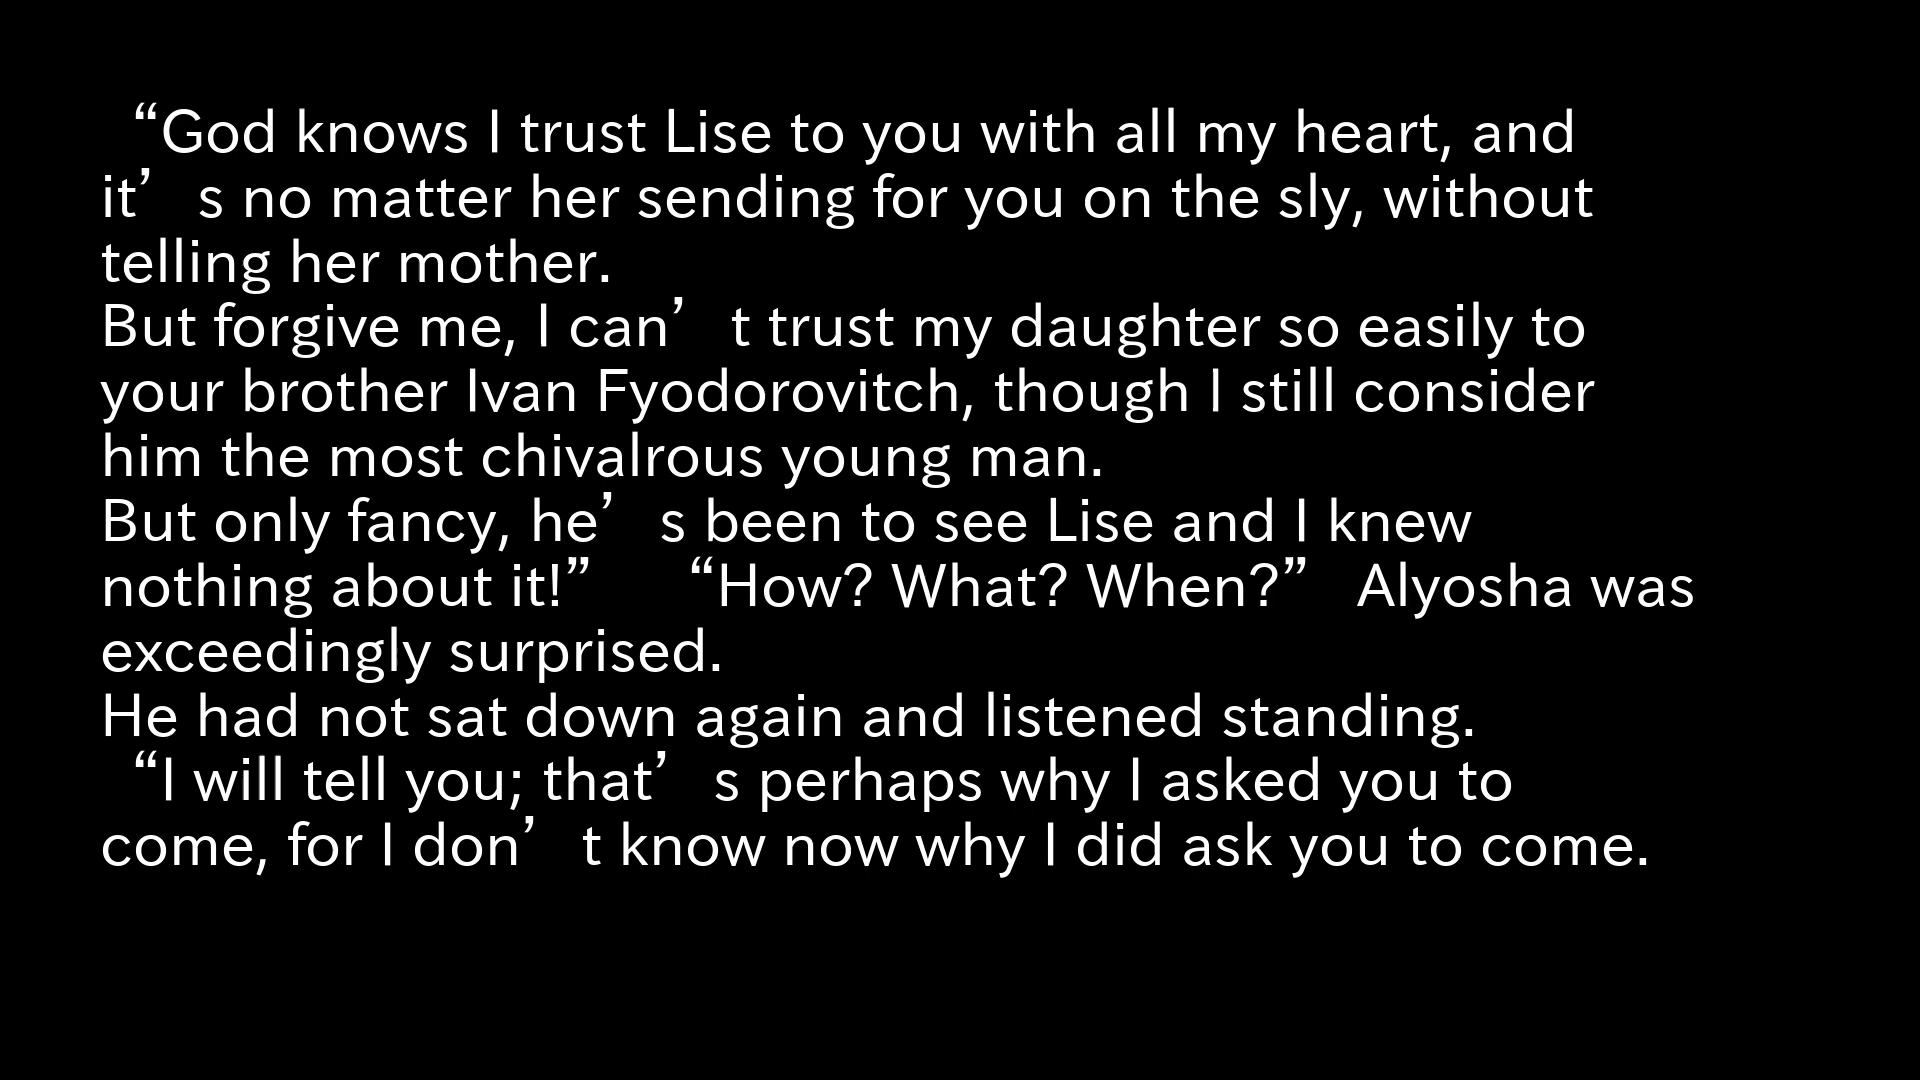 “God knows I trust Lise to you with all my heart, and
it’s no matter her sending for you on the sly, without
telling her mother.
But forgive me, I can’t trust my daughter so easily to
your brother Ivan Fyodorovitch, though I still consider
him the most chivalrous young man.
But only fancy, he’s been to see Lise and I knew
nothing about it!” “How? What? When?” Alyosha was
exceedingly surprised.
He had not sat down again and listened standing.
“I will tell you; that’s perhaps why I asked you to
come, for I don’t know now why I did ask you to come.